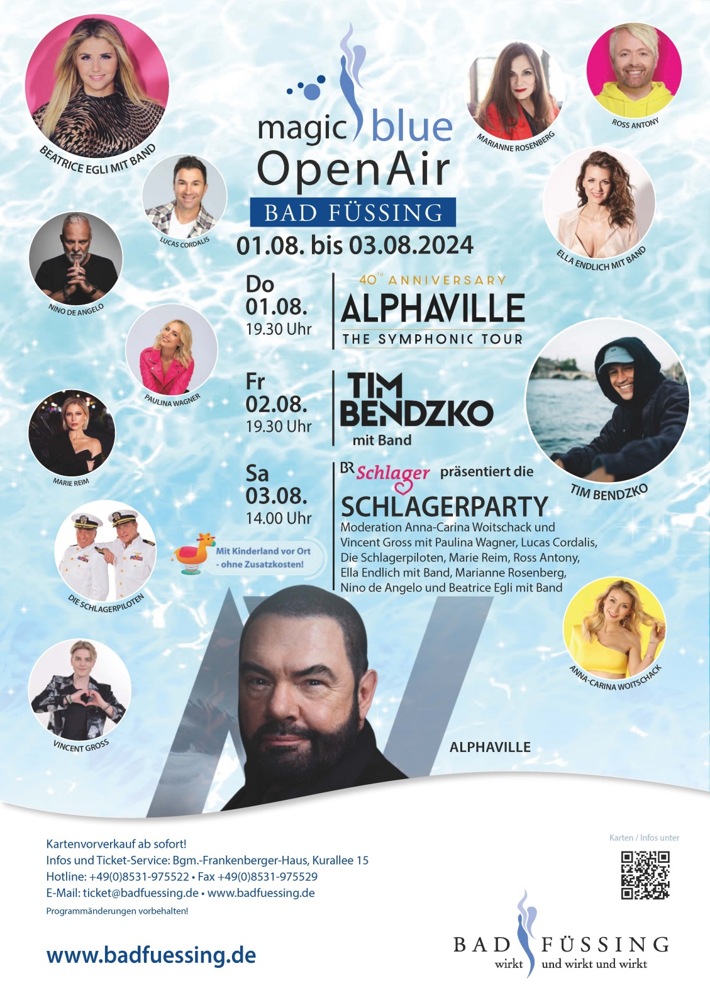 magic blue
OpenAir
BAD FÜSSING
01.08. bis 03.08.2024
BEATRICE EGLI MIT BAND
LUCAS CORDALIS
MARIANNE ROSENBERG
ROSS ANTONY
NINO DE ANGELO
ELLA ENDLICH MIT BAND
Do
01.08.
19.30 Uhr
40TH ANNIVERSARY
ALPHAVILLE
THE SYMPHONIC TOUR
PAULINA WAGNER
Fr
02.08.
19.30 Uhr
TIM
BENDZKO
mit Band
MARIE REIM
TIM BENDZKO
Sa
03.08.
14.00 Uhr
BR Schlager präsentiert die
SCHLAGERPARTY
Moderation Anna-Carina Woitschack und
Vincent Gross mit Paulina Wagner, Lucas Cordalis,
Die Schlagerpiloten, Marie Reim, Ross Antony,
Ella Endlich mit Band, Marianne Rosenberg,
Nino de Angelo und Beatrice Egli mit Band
Mit Kinderland vor Ort
- ohne Zusatzkosten!
DIE SCHLAGERPILOTEN
ANNA-CARINA WOITSCHACK
VINCENT GROSS
ALPHAVILLE
Kartenvorverkauf ab sofort!
Infos und Ticket-Service: Bgm.-Frankenberger-Haus, Kurallee 15
Hotline: +49(0)8531-975522 • Fax +49(0)8531-975529
E-Mail: ticket@badfuessing.de • www.badfuessing.de
Programmänderungen vorbehalten!
www.badfuessing.de
Karten / Infos unter
BAD FÜSSING
wirkt und wirkt und wirkt